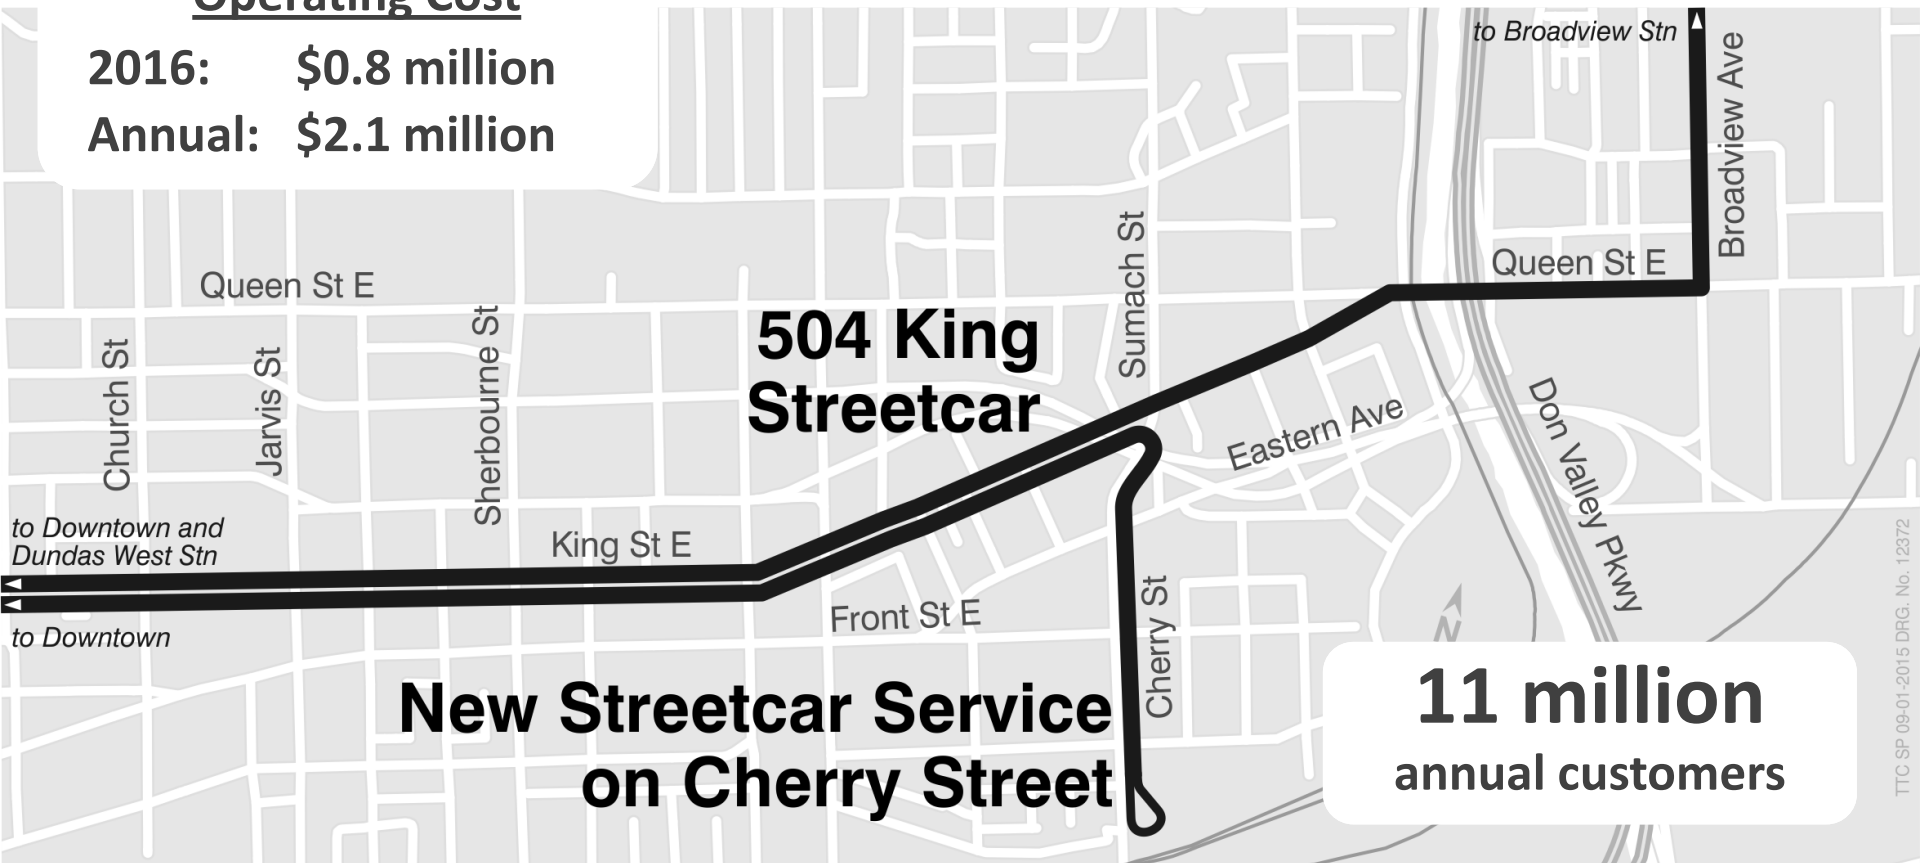 Operating Cost
2016: $0.8 million
Annual: $2.1 million
to Broadview Stn
Broadview Ave
Queen St E
Queen St E
Sumach St
504 King
Streetcar
Church St
Jarvis St
Sherbourne St
Eastern Ave
Don Valley Pkwy
to Downtown and
Dundas West Stn
King St E
to Downtown
Front St E
Cherry St
New Streetcar Service
on Cherry Street
N
11 million
annual customers
TTC SP 09-01-2015 DRG. No. 12372